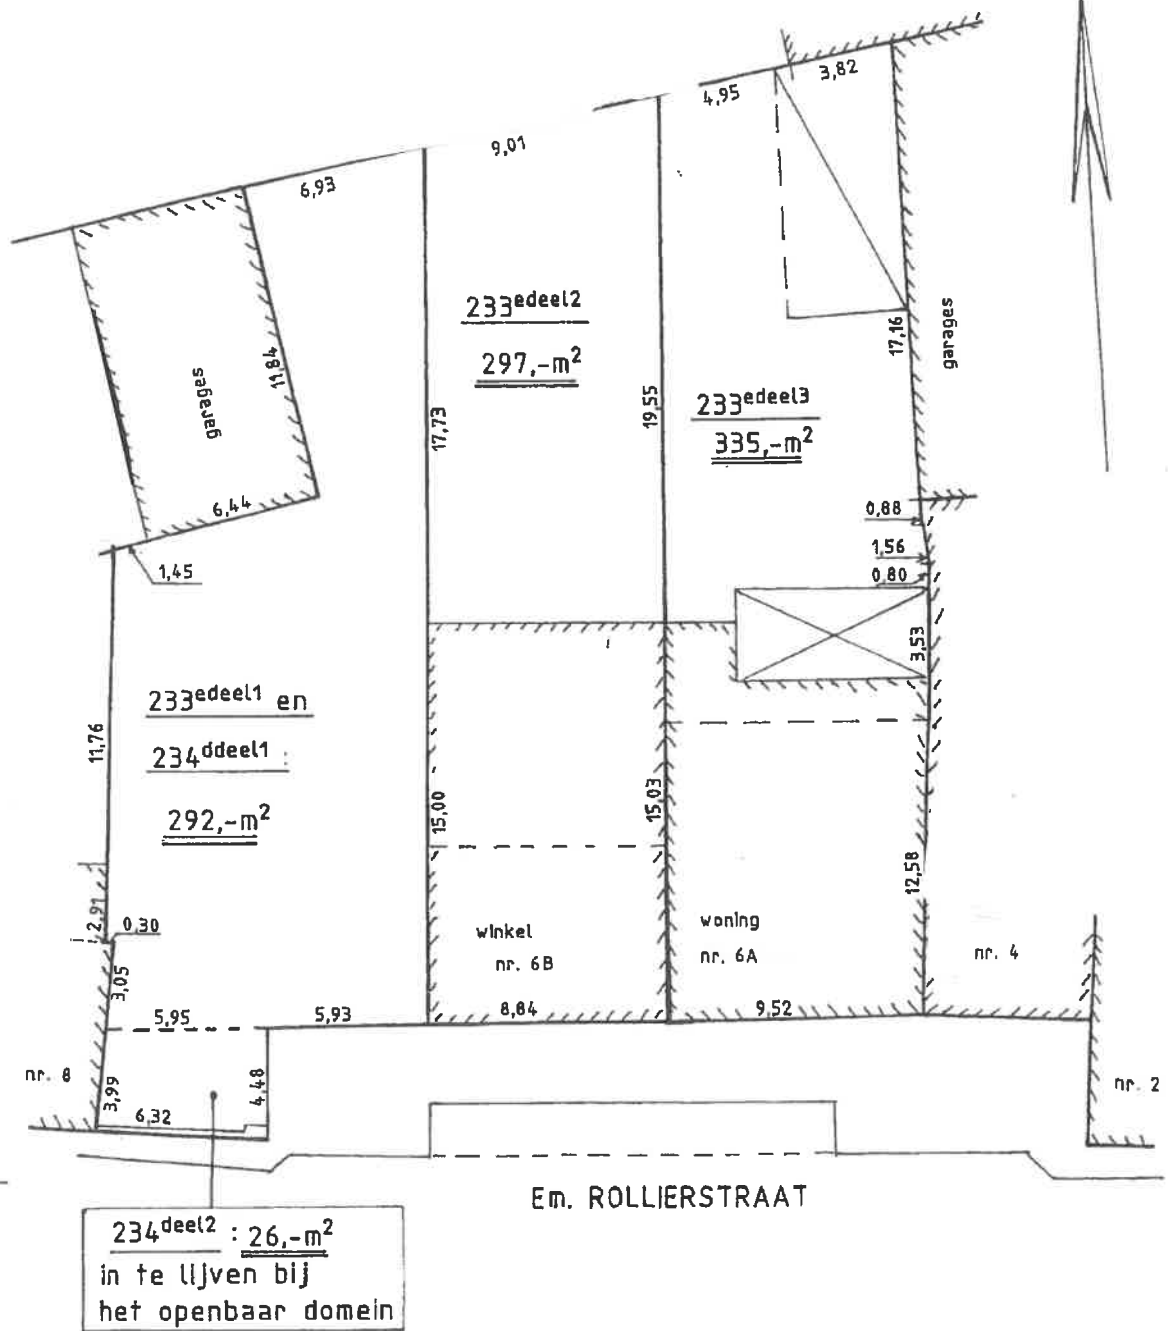 3,82
4,95
9,01
6,93
233edeel2
297,-m²
garages
garages
11,84
17,16
17,73
19,55
233edeel3
335,-m²
6,44
0,88
1,56
1,45
0,80
3,53
233edeel1 en
234ddeel1 :
292,-m²
11,76
15,00
15,03
12,58
2,91
0,30
winkel
nr. 6B
woning
nr. 6A
nr. 4
3,05
5,95
5,93
8,84
9,52
nr. 8
3,99
4,48
6,32
nr. 2
Em. ROLLIERSTRAAT
234deel2 : 26,-m²
in te lijven bij
het openbaar domein